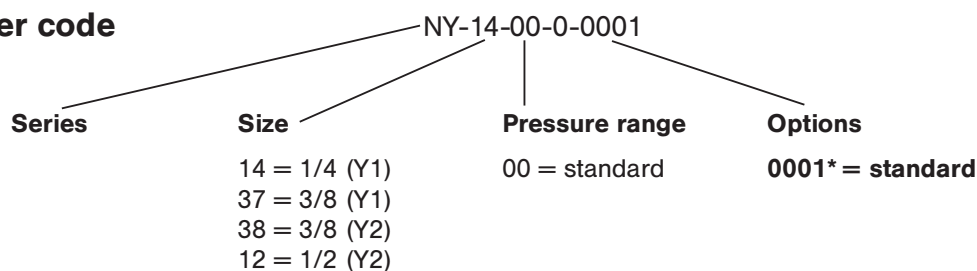 er code
NY-14-00-0-0001
Series Size Pressure range Options
14 = 1/4 (Y1) 00 = standard 0001* = standard
37 = 3/8 (Y1)
38 = 3/8 (Y2)
12 = 1/2 (Y2)